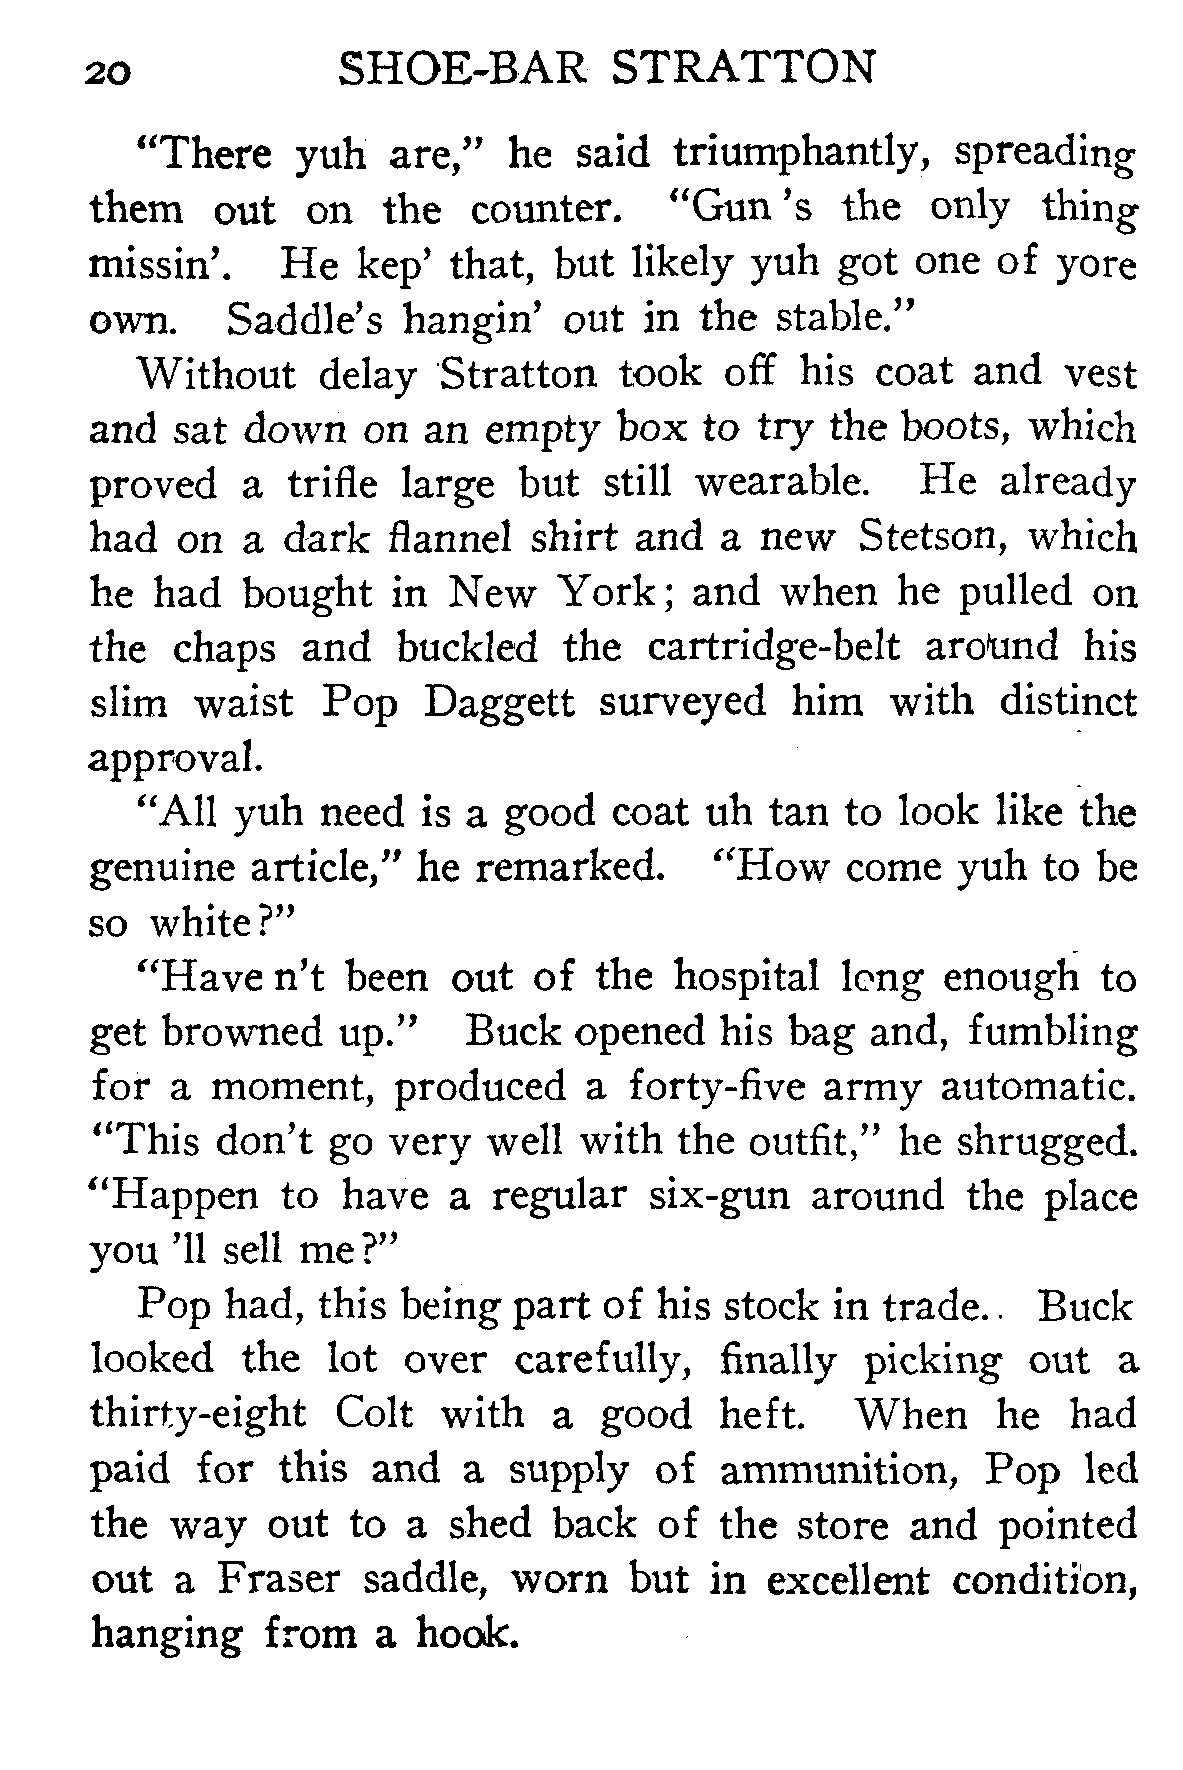 20 SHOE-BAR STRATTON
“There yuh are,” he said triumphantly, spreading
them out on the counter. “Gun ’s the only thing
missin’. He kep’ that, but likely yuh got one of yore
own. Saddle’s hangin’ out in the stable.”
Without delay Stratton took off his coat and vest
and sat down on an empty box to try the boots, which
proved a trifle large but still wearable. He already
had on a dark flannel shirt and a new Stetson, which
he had bought in New York; and when he pulled on
the chaps and buckled the cartridge-belt around his
slim waist Pop Daggett surveyed him with distinct
approval.
“All yuh need is a good coat uh tan to look like the
genuine article,” he remarked. “How come yuh to be
so white?”
“Have n’t been out of the hospital long enough to
get browned up.” Buck opened his bag and, fumbling
for a moment, produced a forty-five army automatic.
“This don’t go very well with the outfit,” he shrugged.
“Happen to have a regular six-gun around the place
you ’ll sell me?”
Pop had, this being part of his stock in trade.. Buck
looked the lot over carefully, finally picking out a
thirty-eight Colt with a good heft. When he had
paid for this and a supply of ammunition, Pop led
the way out to a shed back of the store and pointed
out a Fraser saddle, worn but in excellent condition,
hanging from a hook.